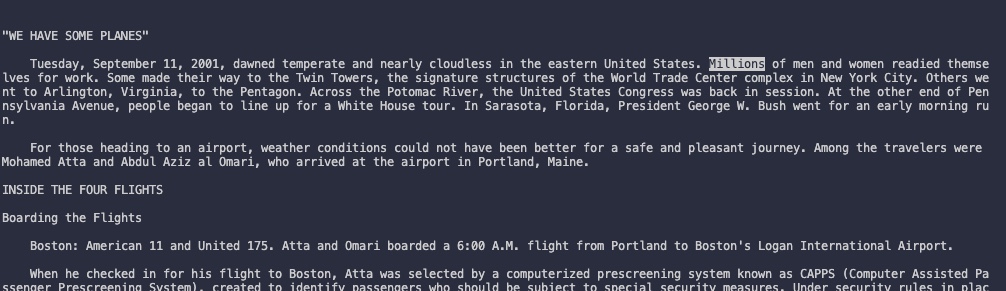 "WE HAVE SOME PLANES"
Tuesday, September 11, 2001, dawned temperate and nearly cloudless in the eastern United States. Millions of men and women readied themse
lves for work. Some made their way to the Twin Towers, the signature structures of the World Trade Center complex in New York City. Others we
nt to Arlington, Virginia, to the Pentagon. Across the Potomac River, the United States Congress was back in session. At the other end of Pen
nsylvania Avenue, people began to line up for a White House tour. In Sarasota, Florida, President George W. Bush went for an early morning ru
n.
For those heading to an airport, weather conditions could not have been better for a safe and pleasant journey. Among the travelers were
Mohamed Atta and Abdul Aziz al Omari, who arrived at the airport in Portland, Maine.
INSIDE THE FOUR FLIGHTS
Boarding the Flights
Boston: American 11 and United 175. Atta and Omari boarded a 6:00 A.M. flight from Portland to Boston's Logan International Airport.
When he checked in for his flight to Boston, Atta was selected by a computerized prescreening system known as CAPPS (Computer Assisted Pa
ssenger Prescreening System), created to identify passengers who should be subject to special security measures. Under security rules in plac